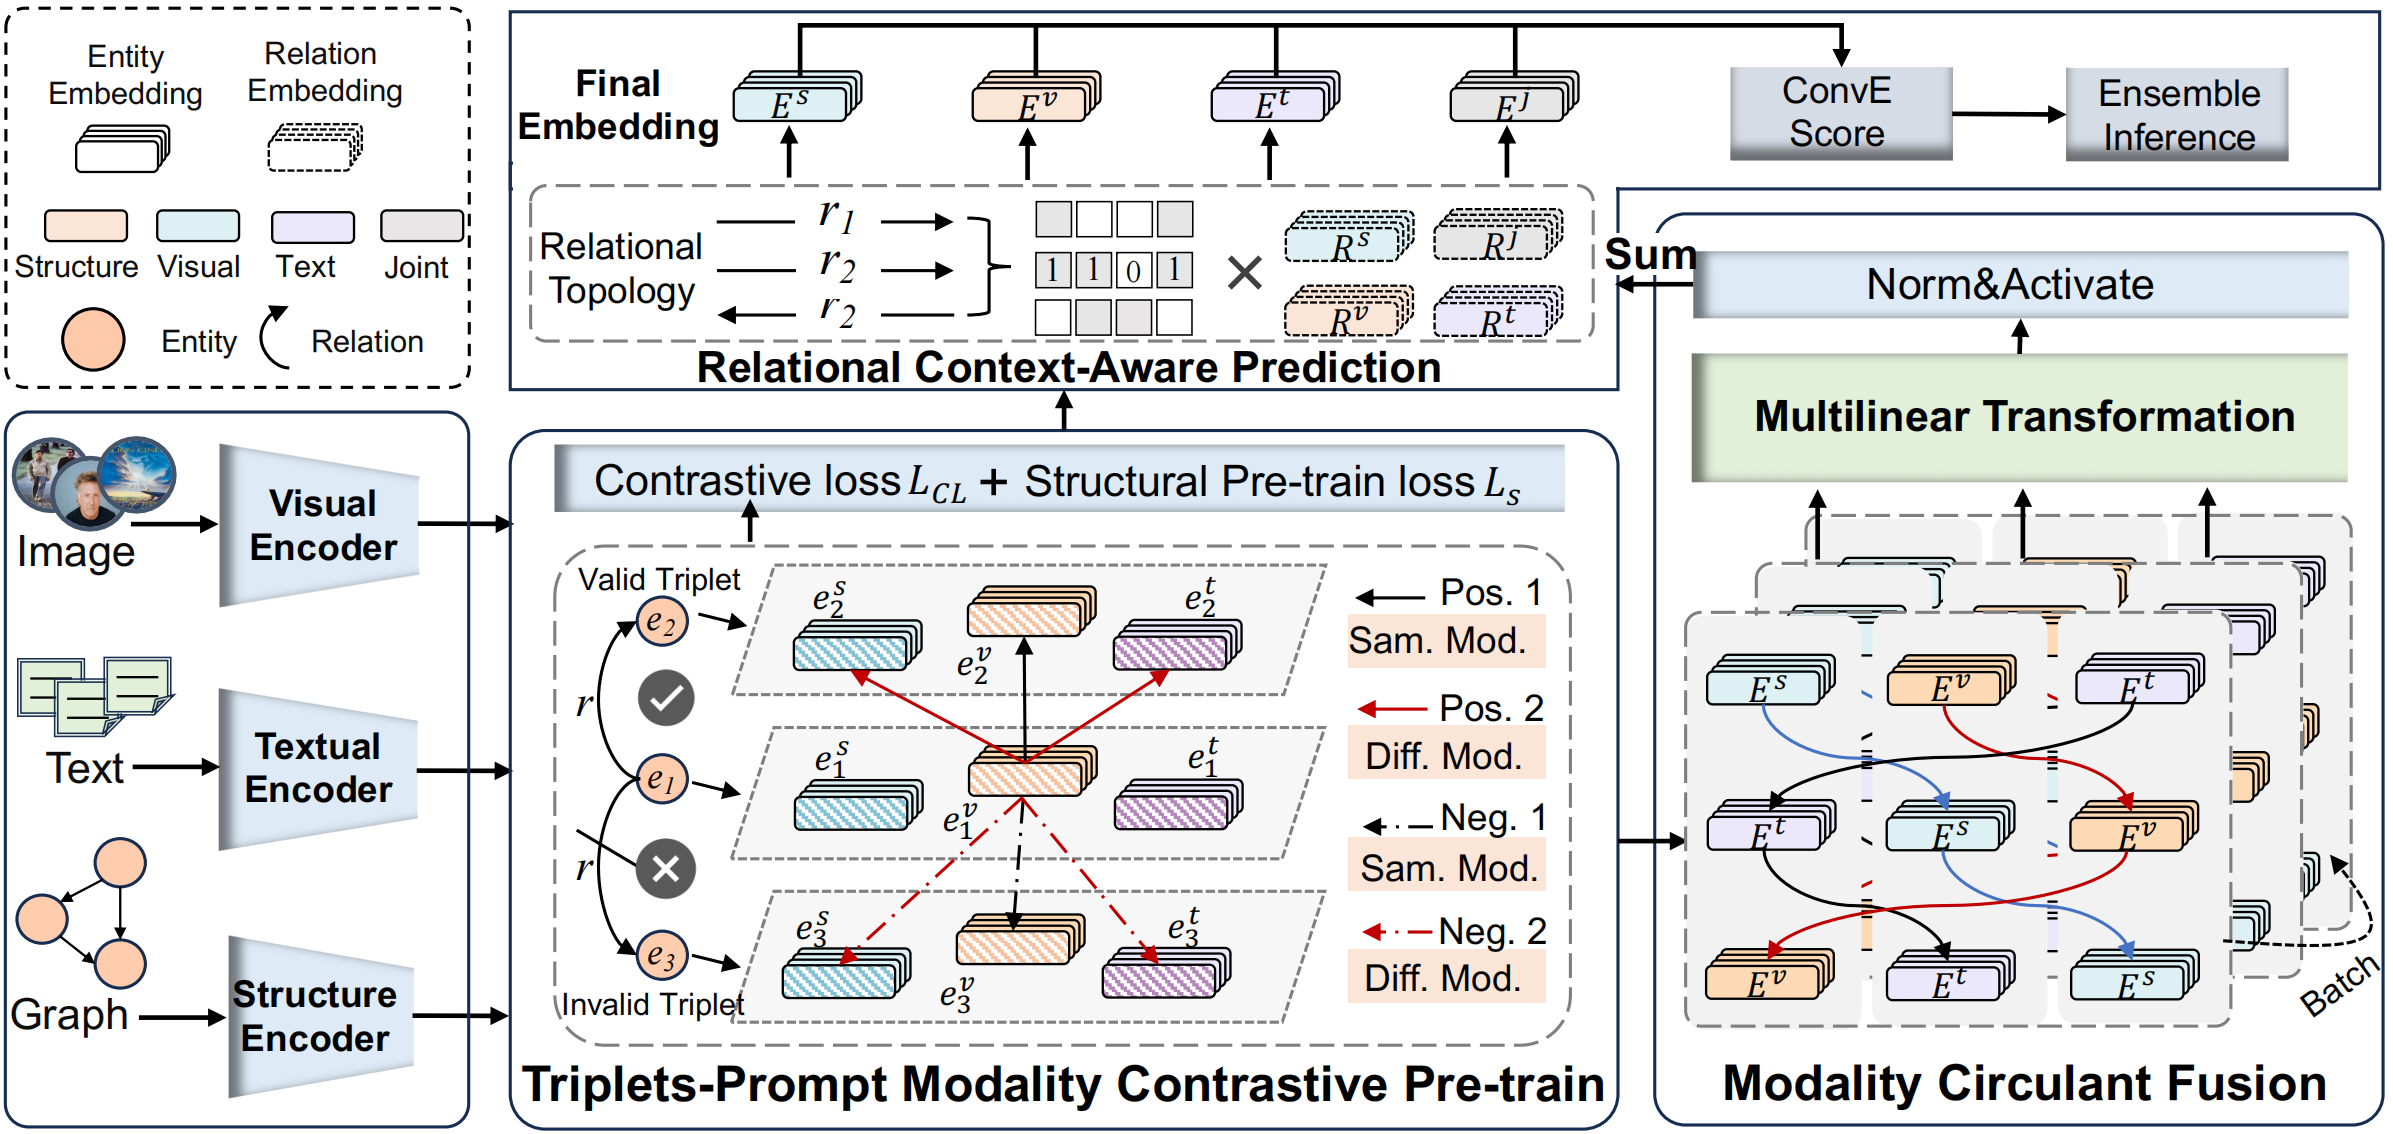 Entity
Embedding
Relation
Embedding
Structure
Visual
Text
Joint
Entity
Relation
Final
Embedding
E^s
E^v
E^t
E^j
ConvE
Score
Ensemble
Inference
Relational
Topology
r_1
r_2
r_2
1 1 0 1
×
R^s
R^j
R^v
R^t
Relational Context-Aware Prediction
Sum
Norm&Activate
Multilinear Transformation
Image
Visual
Encoder
Text
Textual
Encoder
Graph
Structure
Encoder
Contrastive loss L_CL + Structural Pre-train loss L_s
Valid Triplet
e_2
r
e_1
r
e_3
Invalid Triplet
e_2^s
e_2^v
e_2^t
e_1^s
e_1^v
e_1^t
e_3^s
e_3^v
e_3^t
Pos. 1
Sam. Mod.
Pos. 2
Diff. Mod.
Neg. 1
Sam. Mod.
Neg. 2
Diff. Mod.
Triplets-Prompt Modality Contrastive Pre-train
E^s E^v E^t
E^t E^s E^v
E^v E^t E^s
Batch
Modality Circulant Fusion